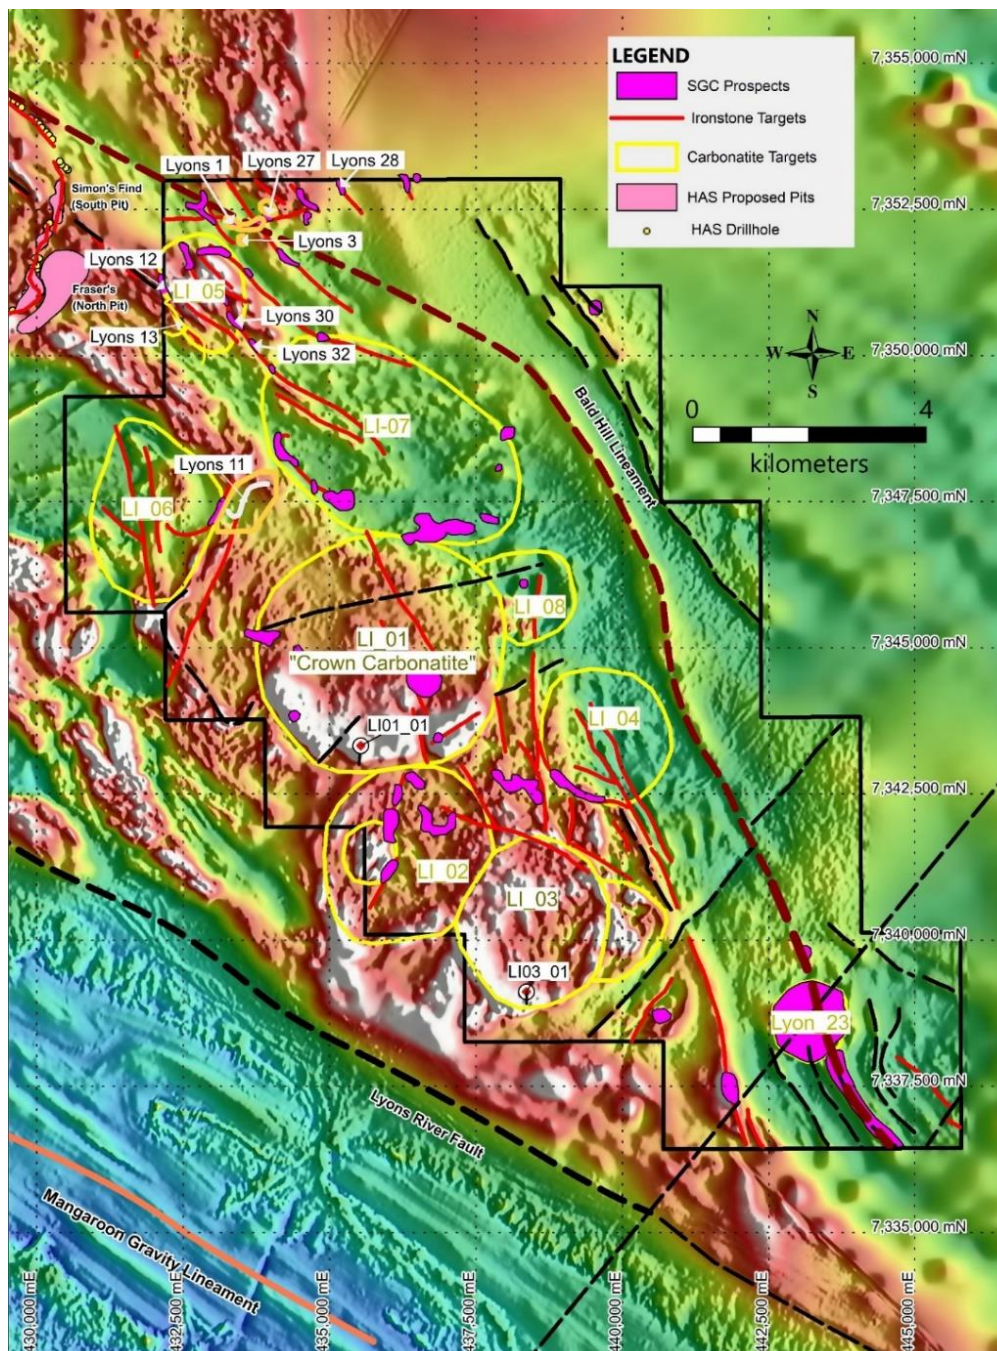 LEGEND
SGC Prospects
Ironstone Targets
Carbonatite Targets
HAS Proposed Pits
HAS Drillhole
7,355,000 mN
Lyons 1
Lyons 27
Lyons 28
Simon's Find
(South Pit)
7,352,500 mN
Lyons 3
Lyons 12
LI_05
Fraser's
(North Pit)
Lyons 30
Lyons 13
Lyons 32
7,350,000 mN
N
W
E
S
0
4
kilometers
Bald Hill Lineament
LI-07
Lyons 11
LI_06
7,347,500 mN
LI_08
LI_01
"Crown Carbonatite"
7,345,000 mN
LI01_01
LI_04
7,342,500 mN
LI_02
LI_03
7,340,000 mN
LI03_01
Lyon_23
7,337,500 mN
Lyons River Fault
Mangaroon Gravity Lineament
7,335,000 mN
430,000 mE
432,500 mE
435,000 mE
437,500 mE
440,000 mE
442,500 mE
445,000 mE